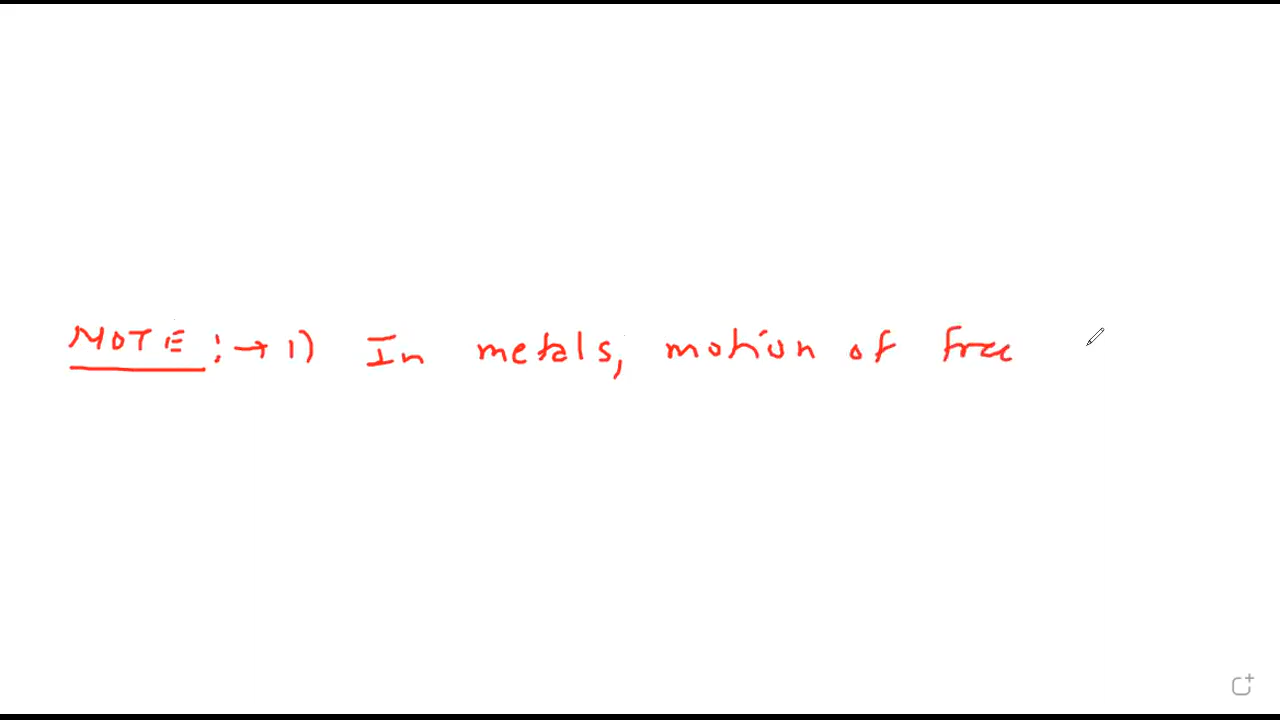 NOTE :→ 1) In metals, motion of free